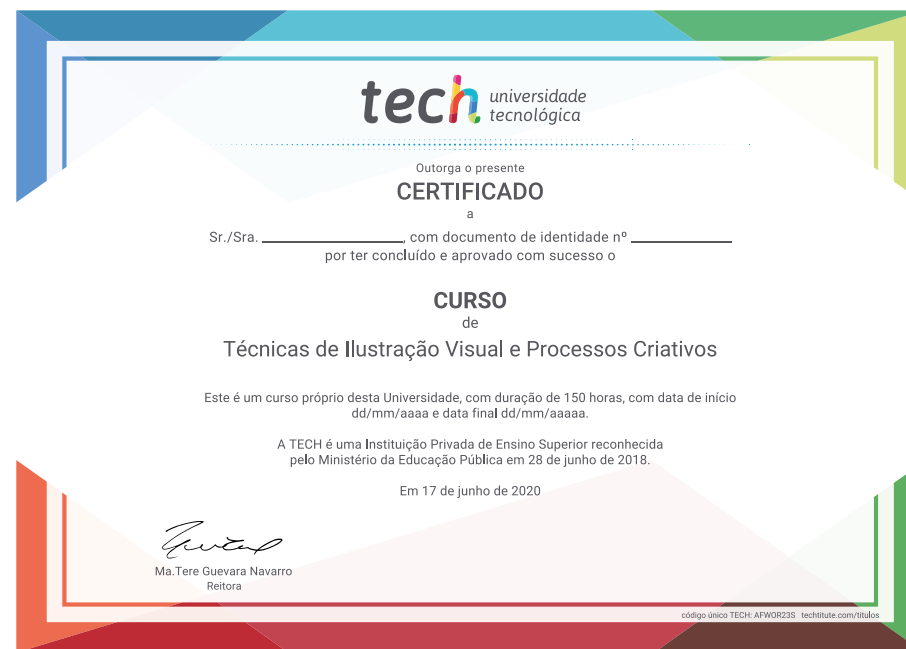 tech universidade
tecnológica
Outorga o presente
CERTIFICADO
a
Sr./Sra. ____________________, com documento de identidade nº ______________
por ter concluído e aprovado com sucesso o
CURSO
de
Técnicas de Ilustração Visual e Processos Criativos
Este é um curso próprio desta Universidade, com duração de 150 horas, com data de início
dd/mm/aaaa e data final dd/mm/aaaaa.
A TECH é uma Instituição Privada de Ensino Superior reconhecida
pelo Ministério da Educação Pública em 28 de junho de 2018.
Em 17 de junho de 2020
Ma.Tere Guevara Navarro
Reitora
código único TECH: AFWOR23S techtitute.com/títulos